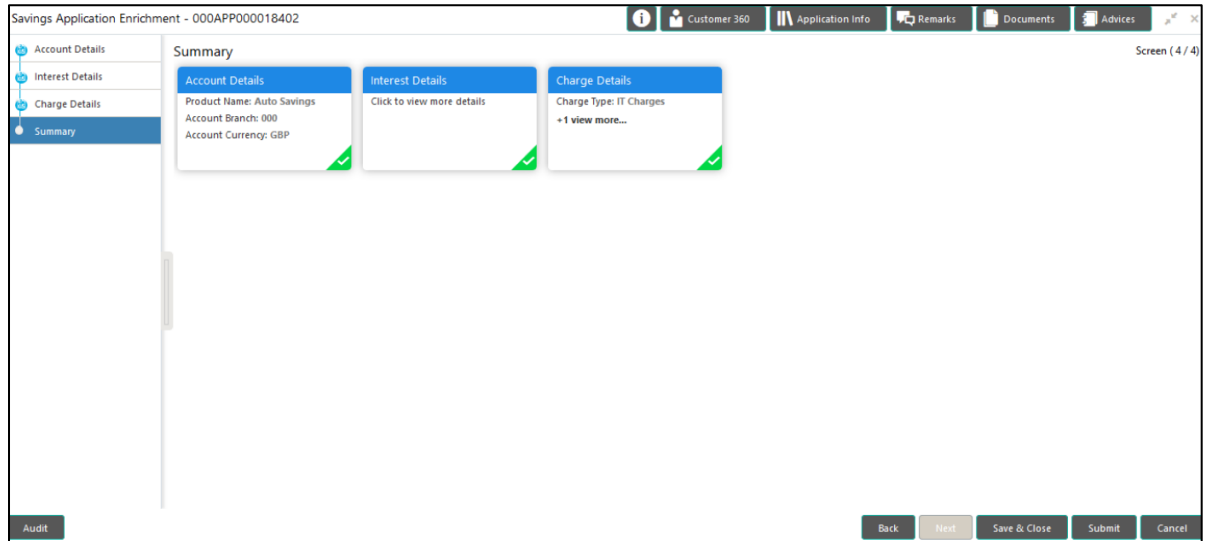 Savings Application Enrichment - 000APP000018402
i Customer 360 Application Info Remarks Documents Advices
Account Details
Interest Details
Charge Details
Summary
Summary
Screen ( 4 / 4)
Account Details
Product Name: Auto Savings
Account Branch: 000
Account Currency: GBP
Interest Details
Click to view more details
Charge Details
Charge Type: IT Charges
+1 view more...
Audit
Back Next Save & Close Submit Cancel